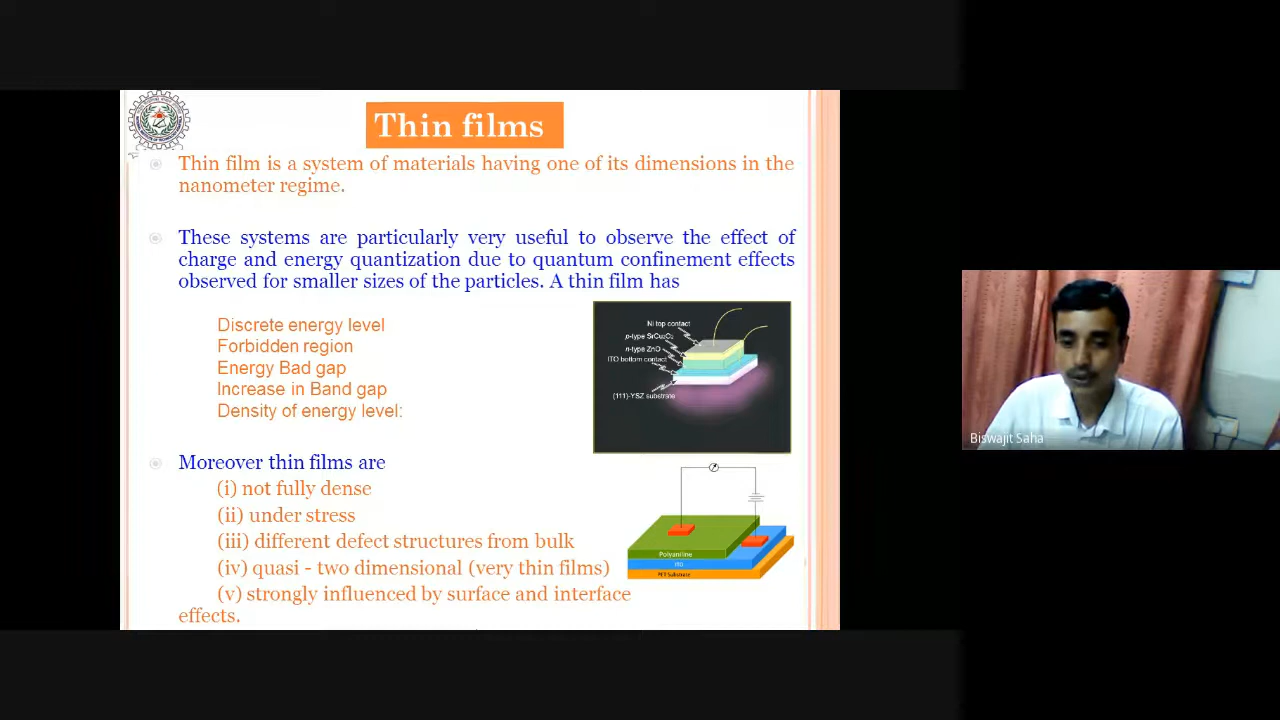 Thin films
Thin film is a system of materials having one of its dimensions in the
nanometer regime.
These systems are particularly very useful to observe the effect of
charge and energy quantization due to quantum confinement effects
observed for smaller sizes of the particles. A thin film has
Discrete energy level
Forbidden region
Energy Bad gap
Increase in Band gap
Density of energy level:
Ni top contact
p-type SrCu₂O₂
n-type ZnO
ITO bottom contact
(111)-YSZ substrate
Moreover thin films are
(i) not fully dense
(ii) under stress
(iii) different defect structures from bulk
(iv) quasi - two dimensional (very thin films)
(v) strongly influenced by surface and interface
effects.
Polyaniline
ITO
PET Substrate
Biswajit Saha